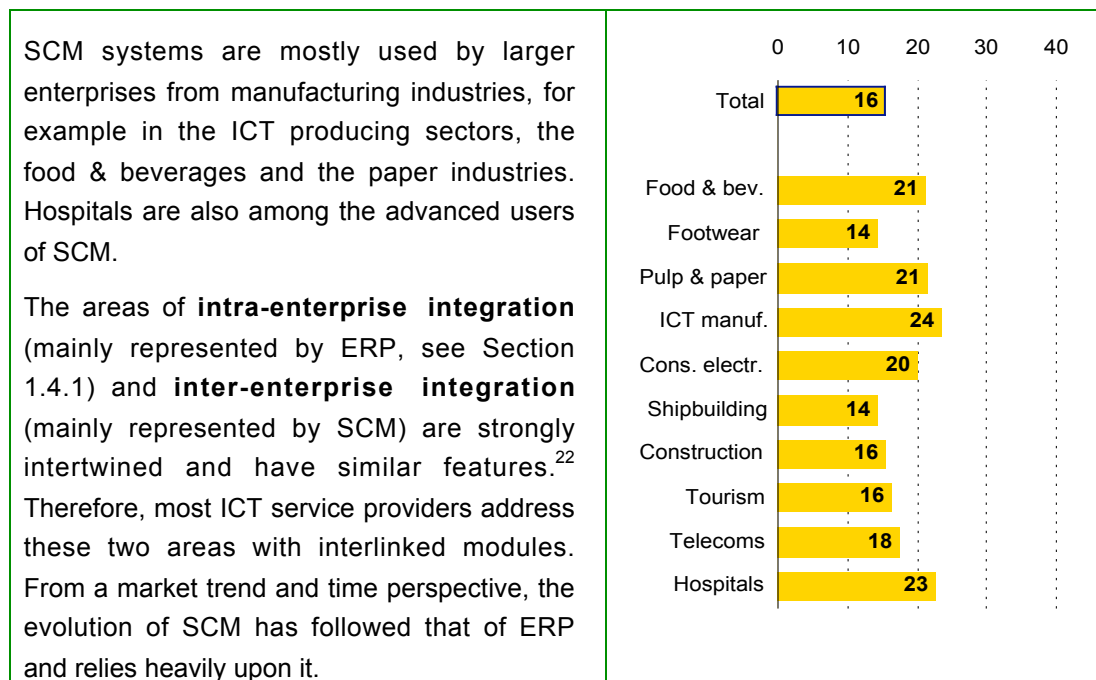 SCM systems are mostly used by larger
enterprises from manufacturing industries, for
example in the ICT producing sectors, the
food & beverages and the paper industries.
Hospitals are also among the advanced users
of SCM.
The areas of intra-enterprise integration
(mainly represented by ERP, see Section
1.4.1) and inter-enterprise integration
(mainly represented by SCM) are strongly
intertwined and have similar features.22
Therefore, most ICT service providers address
these two areas with interlinked modules.
From a market trend and time perspective, the
evolution of SCM has followed that of ERP
and relies heavily upon it.
0 10 20 30 40
Total 16
Food & bev. 21
Footwear 14
Pulp & paper 21
ICT manuf. 24
Cons. electr. 20
Shipbuilding 14
Construction 16
Tourism 16
Telecoms 18
Hospitals 23